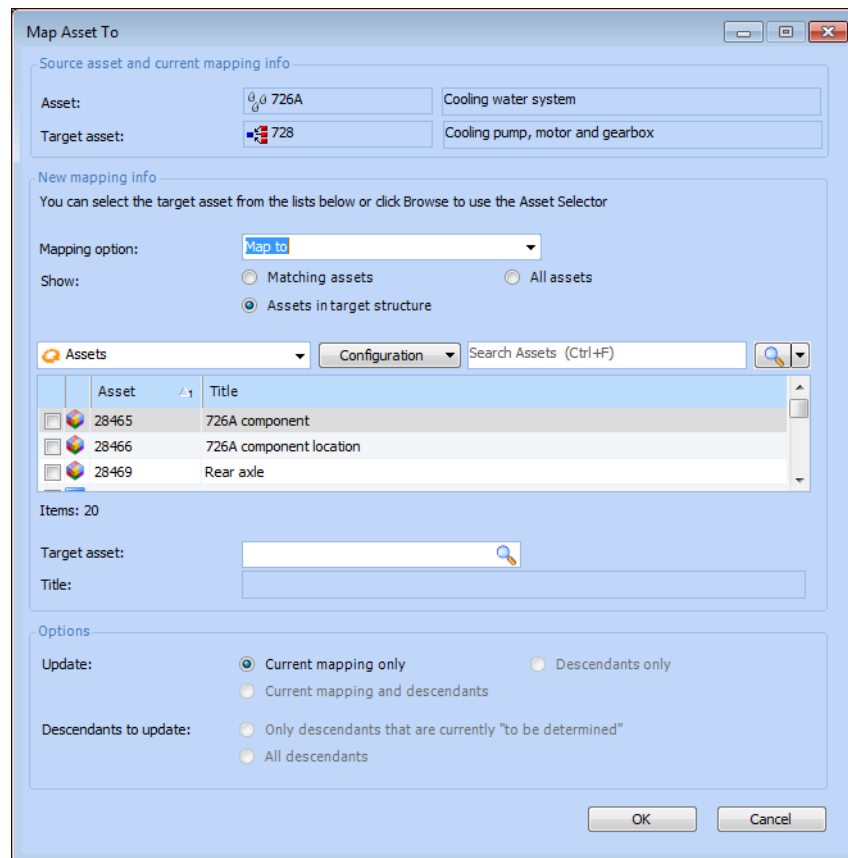 Map Asset To
Source asset and current mapping info
Asset: 726A Cooling water system
Target asset: 728 Cooling pump, motor and gearbox
New mapping info
You can select the target asset from the lists below or click Browse to use the Asset Selector
Mapping option: Map to
Show: Matching assets All assets
Assets in target structure
Assets Configuration Search Assets (Ctrl+F)
Asset 1 Title
28465 726A component
28466 726A component location
28469 Rear axle
Items: 20
Target asset:
Title:
Options
Update: Current mapping only Descendants only
Current mapping and descendants
Descendants to update: Only descendants that are currently "to be determined"
All descendants
OK Cancel